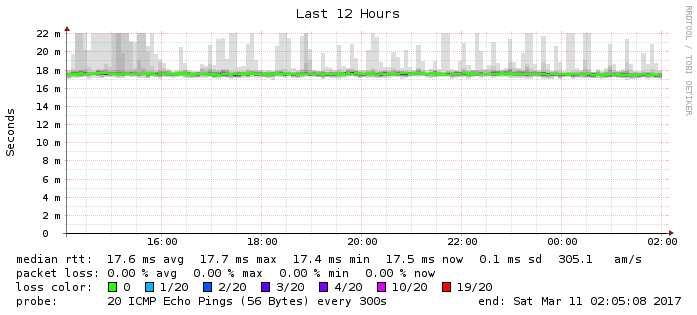 Last 12 Hours
RRDTOOL / TOBI OETIKER
Seconds
22 m
20 m
18 m
16 m
14 m
12 m
10 m
8 m
6 m
4 m
2 m
0
16:00 18:00 20:00 22:00 00:00 02:00
median rtt: 17.6 ms avg 17.7 ms max 17.4 ms min 17.5 ms now 0.1 ms sd 305.1 am/s
packet loss: 0.00 % avg 0.00 % max 0.00 % min 0.00 % now
loss color: 0 1/20 2/20 3/20 4/20 10/20 19/20
probe: 20 ICMP Echo Pings (56 Bytes) every 300s end: Sat Mar 11 02:05:08 2017